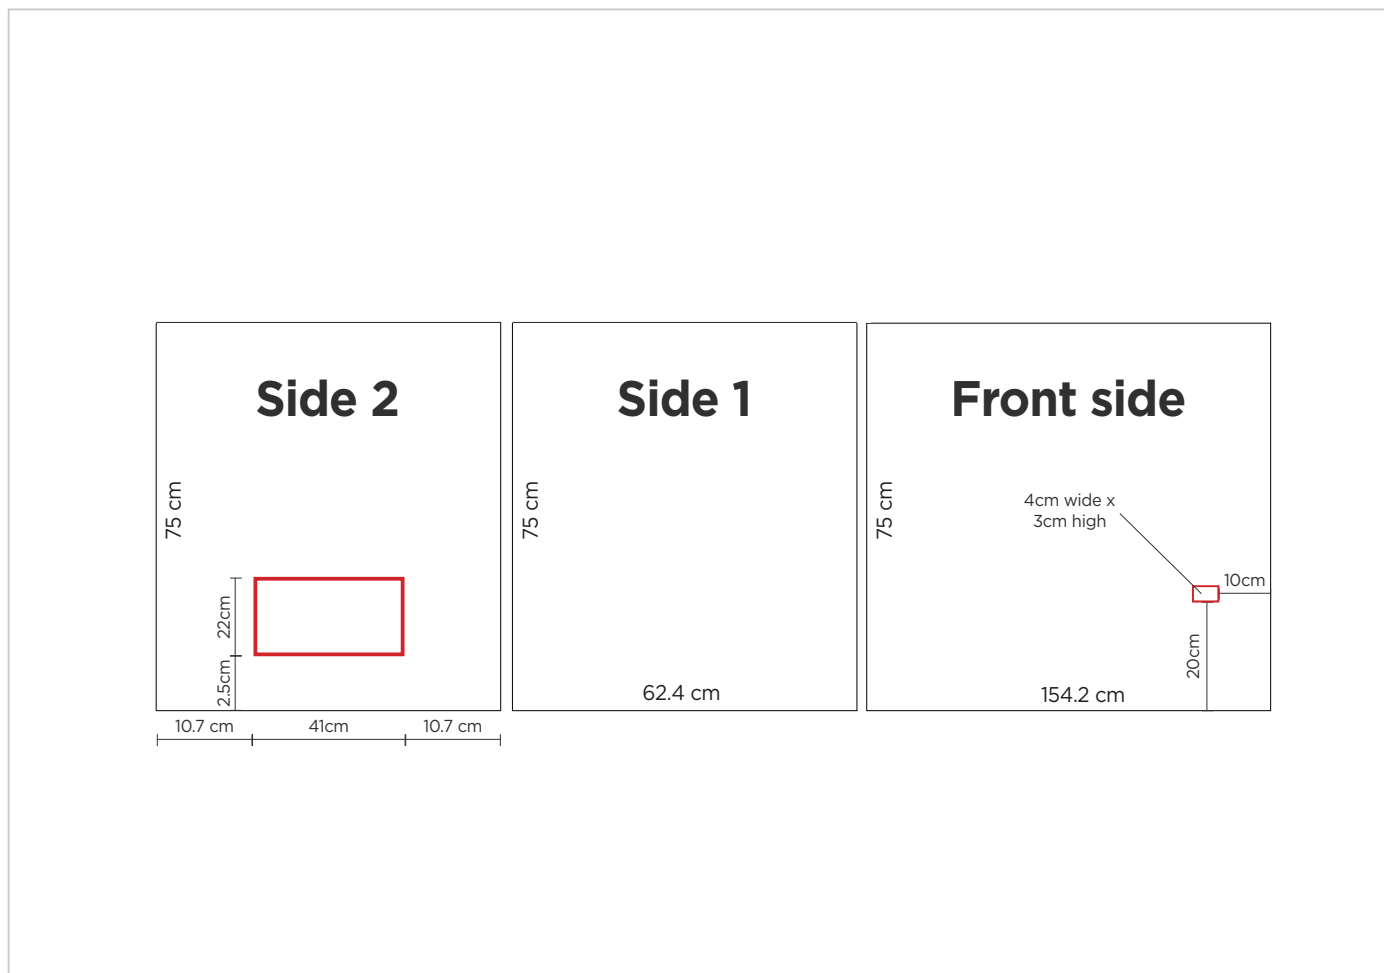 Side 2
75 cm
22cm
2.5cm
10.7 cm
41cm
10.7 cm
Side 1
75 cm
62.4 cm
Front side
75 cm
4cm wide x
3cm high
10cm
20cm
154.2 cm